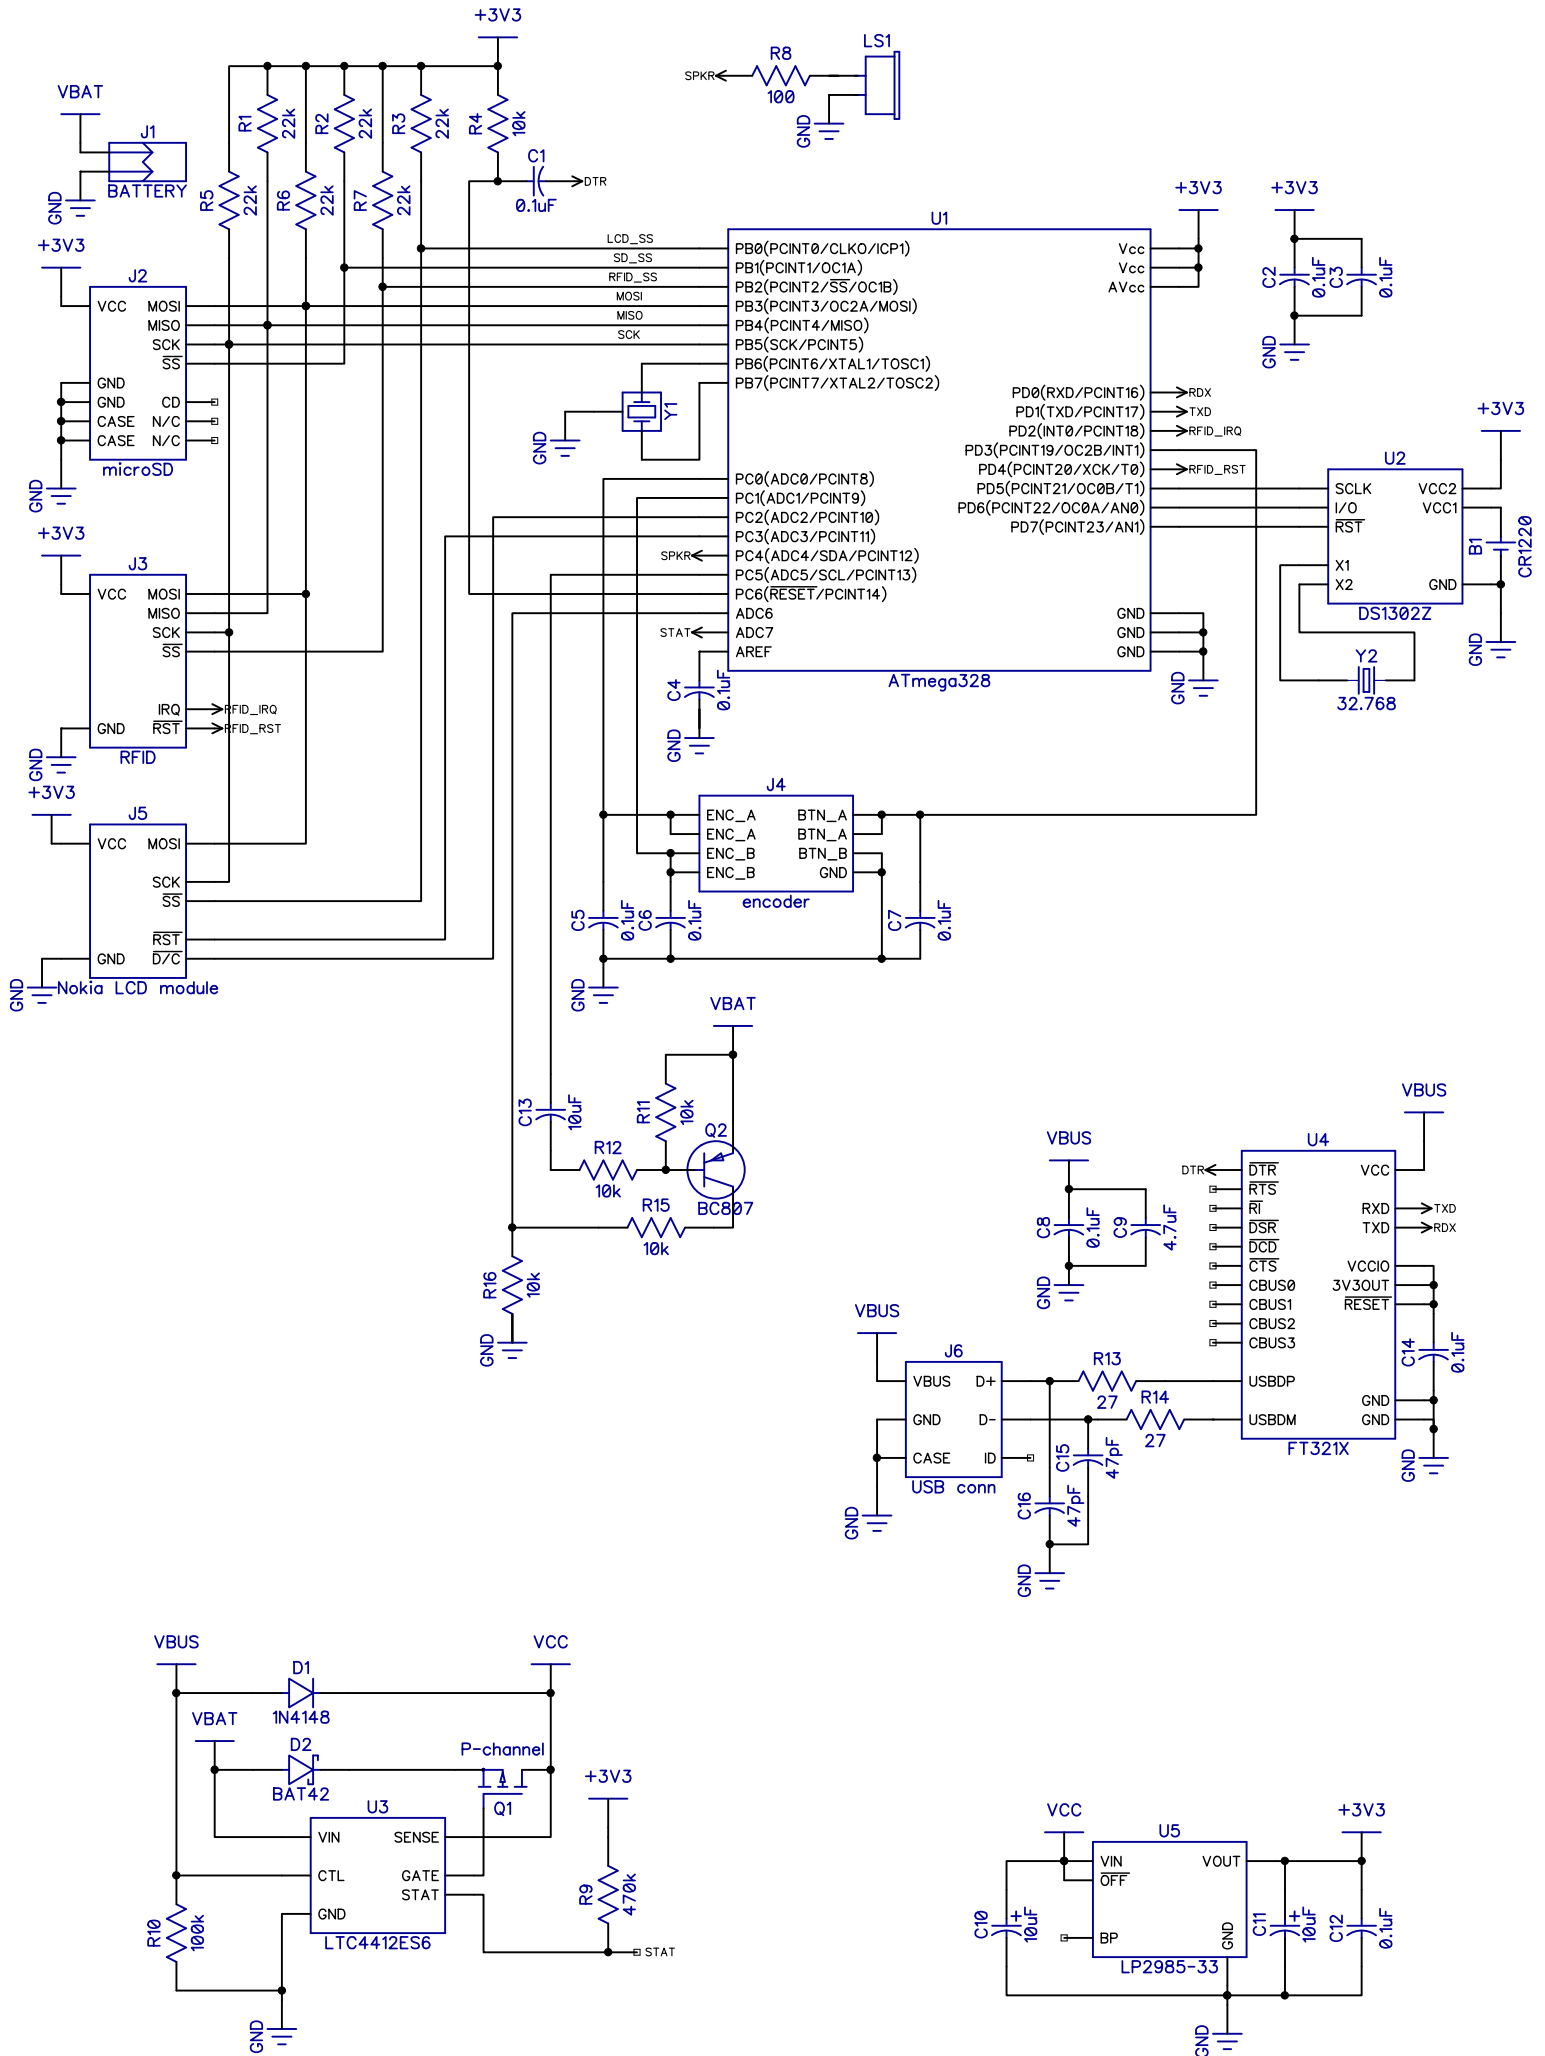 +3V3
VBAT
J1
BATTERY
GND
R1
22k
R2
22k
R3
22k
R4
10k
R5
22k
R6
22k
R7
22k
C1
0.1uF
DTR
SPKR
R8
100
LS1
GND
+3V3
J2
VCC MOSI
MISO
SCK
SS
GND
GND CD
CASE N/C
CASE N/C
microSD
GND
+3V3
J3
VCC MOSI
MISO
SCK
SS
IRQ RFID_IRQ
GND RST RFID_RST
RFID
GND
+3V3
J5
VCC MOSI
SCK
SS
RST
GND D/C
Nokia LCD module
GND
LCD_SS
SD_SS
RFID_SS
MOSI
MISO
SCK
U1
PB0(PCINT0/CLKO/ICP1)
PB1(PCINT1/OC1A)
PB2(PCINT2/SS/OC1B)
PB3(PCINT3/OC2A/MOSI)
PB4(PCINT4/MISO)
PB5(SCK/PCINT5)
PB6(PCINT6/XTAL1/TOSC1)
PB7(PCINT7/XTAL2/TOSC2)
PC0(ADC0/PCINT8)
PC1(ADC1/PCINT9)
PC2(ADC2/PCINT10)
PC3(ADC3/PCINT11)
SPKR PC4(ADC4/SDA/PCINT12)
PC5(ADC5/SCL/PCINT13)
PC6(RESET/PCINT14)
ADC6
STAT ADC7
AREF
Vcc
Vcc
AVcc
PD0(RXD/PCINT16) RDX
PD1(TXD/PCINT17) TXD
PD2(INT0/PCINT18) RFID_IRQ
PD3(PCINT19/OC2B/INT1)
PD4(PCINT20/XCK/T0) RFID_RST
PD5(PCINT21/OC0B/T1)
PD6(PCINT22/OC0A/AN0)
PD7(PCINT23/AN1)
GND
GND
GND
ATmega328
+3V3
GND
Y1
GND
C4
0.1uF
GND
+3V3
C2
0.1uF
C3
0.1uF
GND
+3V3
U2
SCLK VCC2
I/O VCC1
RST
X1
X2 GND
DS1302Z
B1
CR1220
GND
Y2
32.768
J4
ENC_A BTN_A
ENC_A BTN_A
ENC_B BTN_B
ENC_B GND
encoder
C5
0.1uF
C6
0.1uF
C7
0.1uF
GND
VBAT
C13
10uF
R11
10k
R12
10k
Q2
BC807
R15
10k
R16
10k
GND
VBUS
C8
0.1uF
C9
4.7uF
GND
VBUS
U4
DTR DTR VCC
RTS
RI RXD TXD
DSR TXD RDX
DCD
CTS VCCIO
CBUS0 3V3OUT
CBUS1 RESET
CBUS2
CBUS3
USBDP GND
USBDM GND
FT321X
C14
0.1uF
GND
VBUS
J6
VBUS D+
GND D-
CASE ID
USB conn
GND
R13
27
R14
27
C15
47pF
C16
47pF
GND
VBUS
VCC
D1
1N4148
VBAT
D2
BAT42
P-channel
Q1
U3
VIN SENSE
CTL GATE
STAT
GND
LTC4412ES6
R10
100k
GND
+3V3
R9
470k
STAT
VCC
U5
+3V3
VIN VOUT
OFF
BP GND
LP2985-33
C10
+
10uF
C11
+
10uF
C12
0.1uF
GND